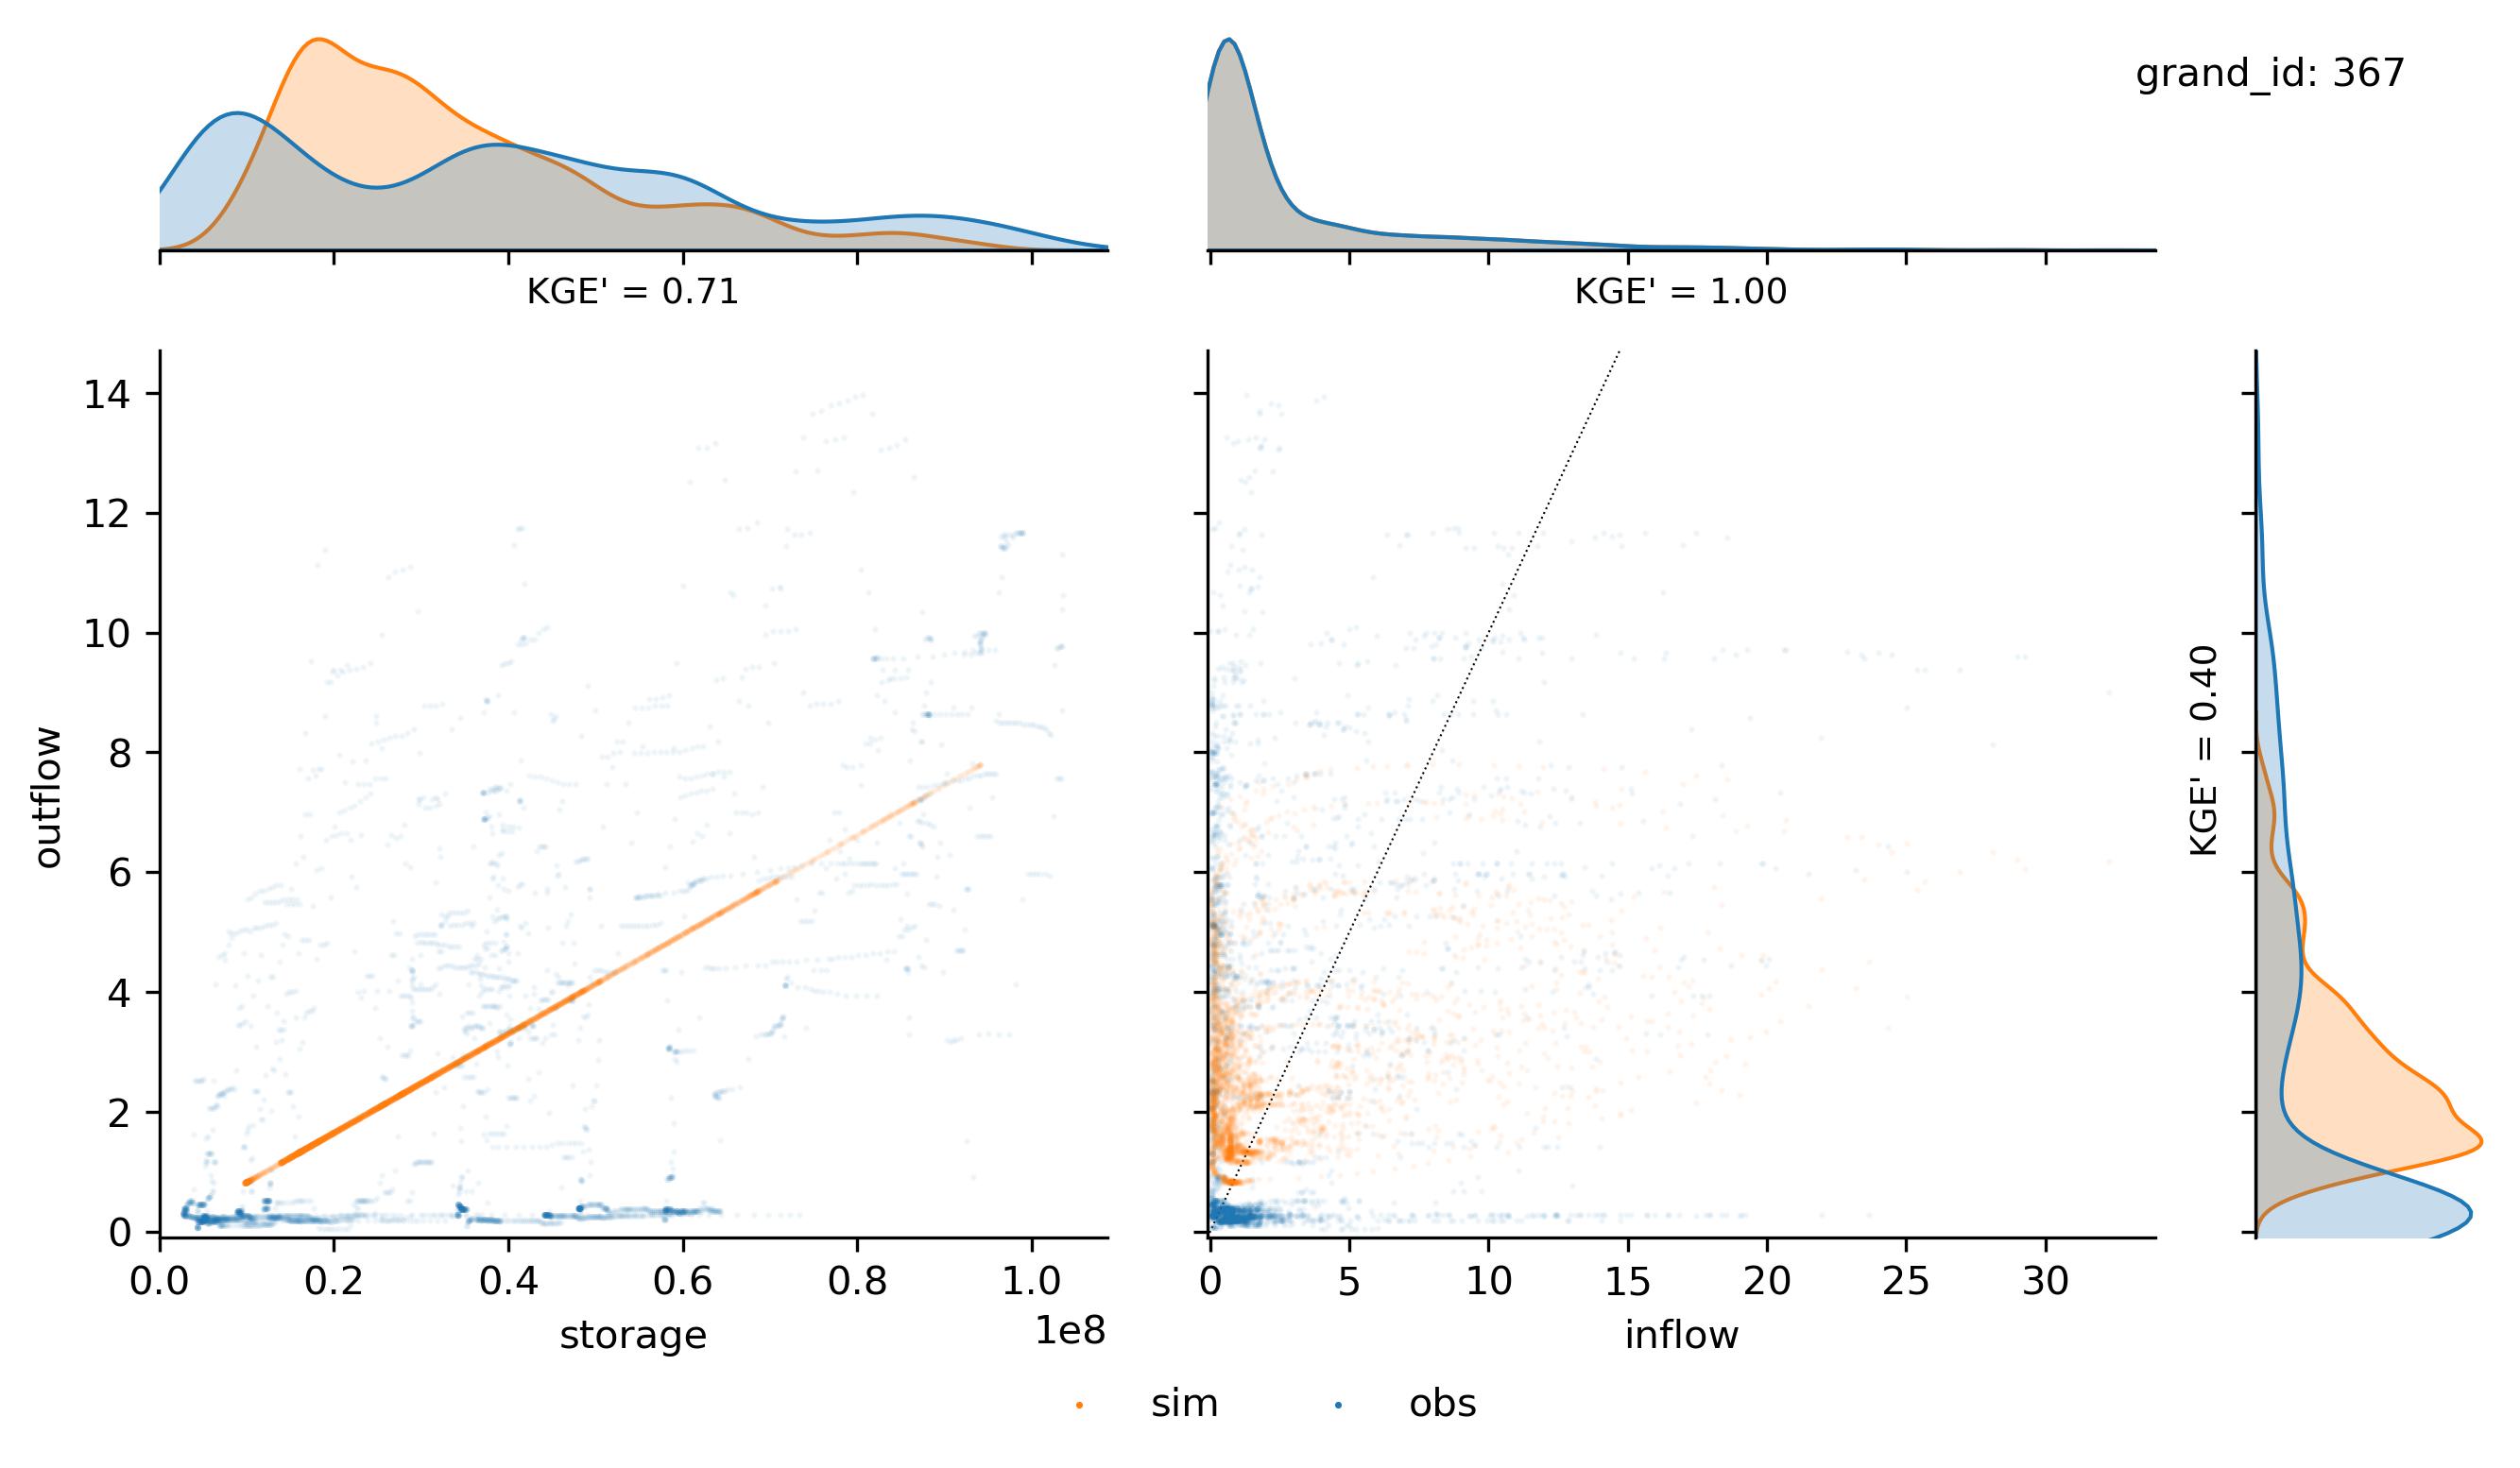 grand_id: 367
KGE' = 0.71
KGE' = 1.00
14
12
10
8
6
4
2
0
outflow
KGE' = 0.40
0.0 0.2 0.4 0.6 0.8 1.0
1e8
storage
0 5 10 15 20 25 30
inflow
sim obs